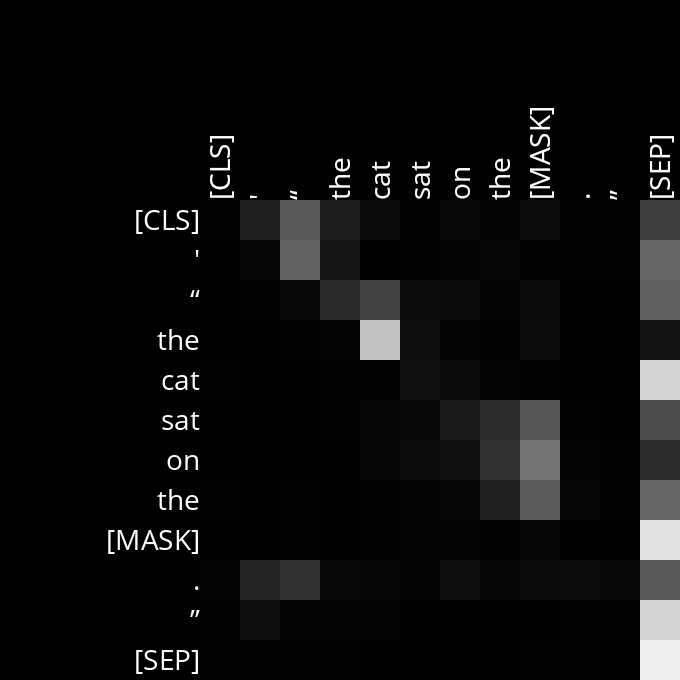 [CLS] ' “ the cat sat on the [MASK] . ” [SEP]
[CLS]
'
“
the
cat
sat
on
the
[MASK]
.
”
[SEP]